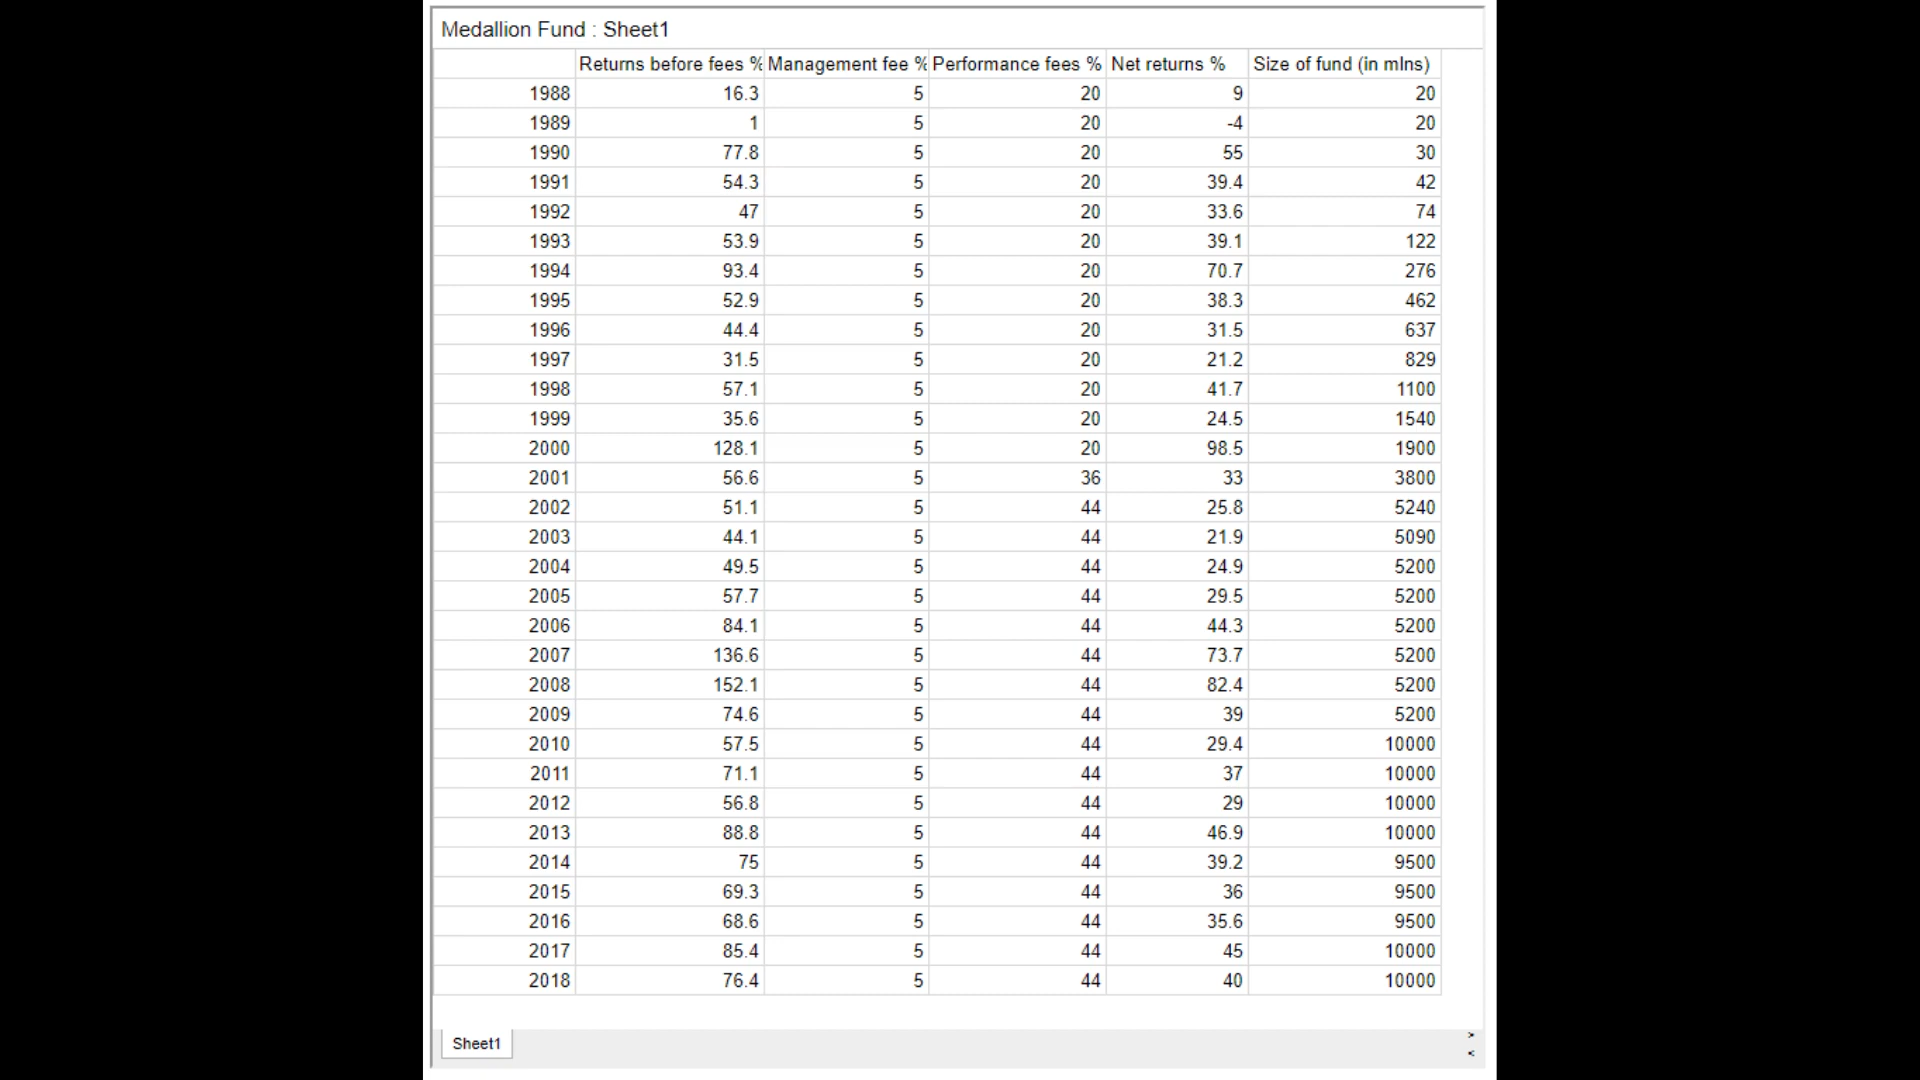 Medallion Fund : Sheet1
Returns before fees % Management fee % Performance fees % Net returns % Size of fund (in mlns)
1988 16.3 5 20 9 20
1989 1 5 20 -4 20
1990 77.8 5 20 55 30
1991 54.3 5 20 39.4 42
1992 47 5 20 33.6 74
1993 53.9 5 20 39.1 122
1994 93.4 5 20 70.7 276
1995 52.9 5 20 38.3 462
1996 44.4 5 20 31.5 637
1997 31.5 5 20 21.2 829
1998 57.1 5 20 41.7 1100
1999 35.6 5 20 24.5 1540
2000 128.1 5 20 98.5 1900
2001 56.6 5 36 33 3800
2002 51.1 5 44 25.8 5240
2003 44.1 5 44 21.9 5090
2004 49.5 5 44 24.9 5200
2005 57.7 5 44 29.5 5200
2006 84.1 5 44 44.3 5200
2007 136.6 5 44 73.7 5200
2008 152.1 5 44 82.4 5200
2009 74.6 5 44 39 5200
2010 57.5 5 44 29.4 10000
2011 71.1 5 44 37 10000
2012 56.8 5 44 29 10000
2013 88.8 5 44 46.9 10000
2014 75 5 44 39.2 9500
2015 69.3 5 44 36 9500
2016 68.6 5 44 35.6 9500
2017 85.4 5 44 45 10000
2018 76.4 5 44 40 10000
Sheet1